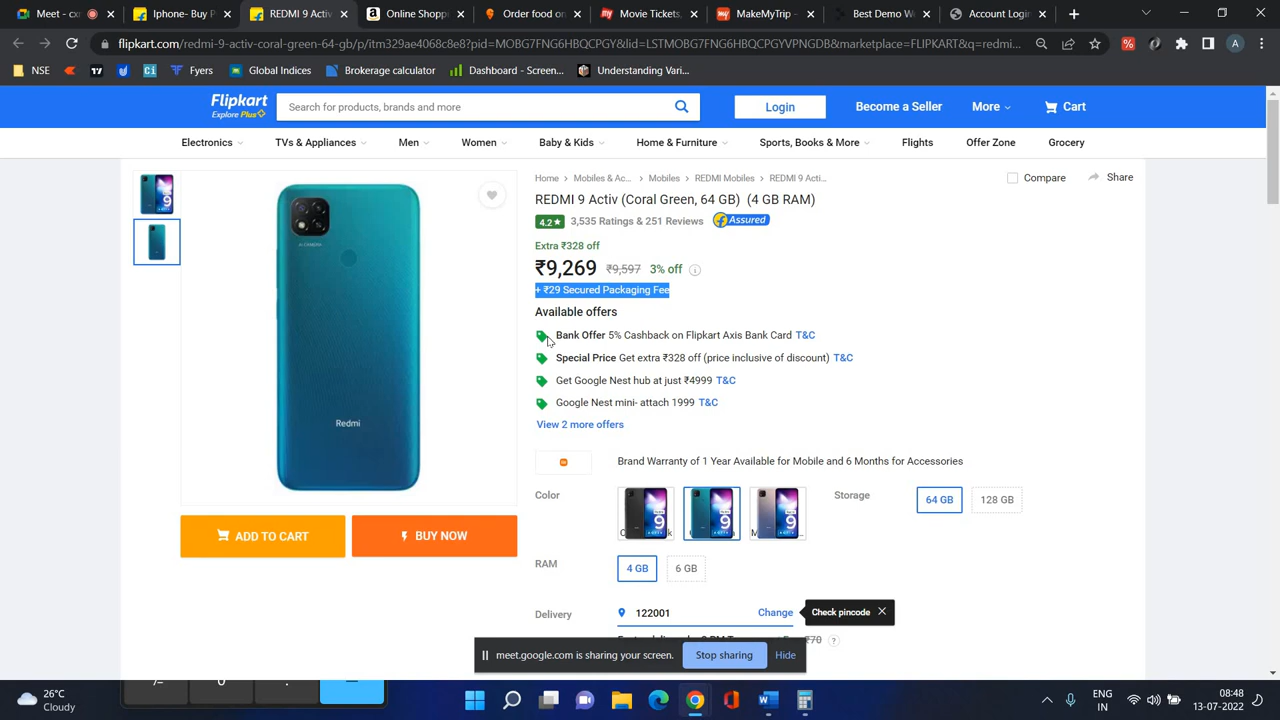 Meet - crx
Iphone- Buy P
REDMI 9 Activ
Online Shoppi
Order food on
Movie Tickets,
MakeMyTrip -
Best Demo W
Account Login
flipkart.com/redmi-9-activ-coral-green-64-gb/p/itm329ae4068c8e8?pid=MOBG7FNG6HBQCPGY&lid=LSTMOBG7FNG6HBQCPGYVPNGDB&marketplace=FLIPKART&q=redmi...
A
NSE
Fyers
Global Indices
Brokerage calculator
Dashboard - Screen...
Understanding Vari...
Flipkart
Explore Plus
Search for products, brands and more
Login
Become a Seller
More
Cart
Electronics
TVs & Appliances
Men
Women
Baby & Kids
Home & Furniture
Sports, Books & More
Flights
Offer Zone
Grocery
Home > Mobiles & Ac... > Mobiles > REDMI Mobiles > REDMI 9 Acti...
Compare
Share
REDMI 9 Activ (Coral Green, 64 GB) (4 GB RAM)
4.2★ 3,535 Ratings & 251 Reviews Assured
Extra ₹328 off
₹9,269 ₹9,597 3% off
+ ₹29 Secured Packaging Fee
Available offers
Bank Offer 5% Cashback on Flipkart Axis Bank Card T&C
Special Price Get extra ₹328 off (price inclusive of discount) T&C
Get Google Nest hub at just ₹4999 T&C
Google Nest mini- attach 1999 T&C
View 2 more offers
Redmi
Brand Warranty of 1 Year Available for Mobile and 6 Months for Accessories
Color
Storage
64 GB
128 GB
ADD TO CART
BUY NOW
RAM
4 GB
6 GB
Delivery
122001
Change
Check pincode
₹70
meet.google.com is sharing your screen.
Stop sharing
Hide
26°C
Cloudy
ENG
IN
08:48
13-07-2022